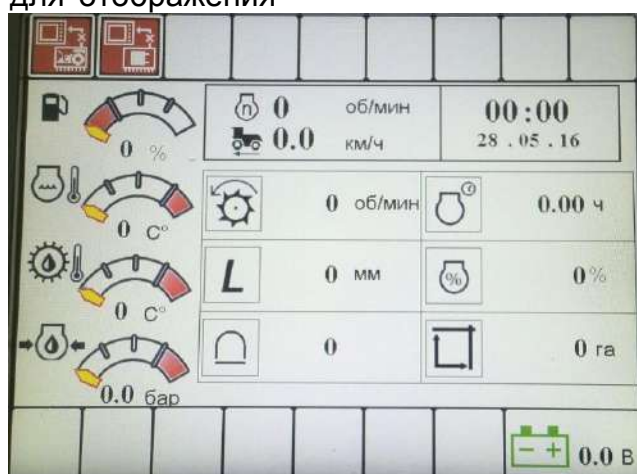 для отображения
n 0 об/мин 00:00
0.0 км/ч 28 . 05 . 16
0 %
0 об/мин 0.00 ч
0 C°
L 0 мм % 0%
0 C°
0 0 га
0.0 бар
- + 0.0 В